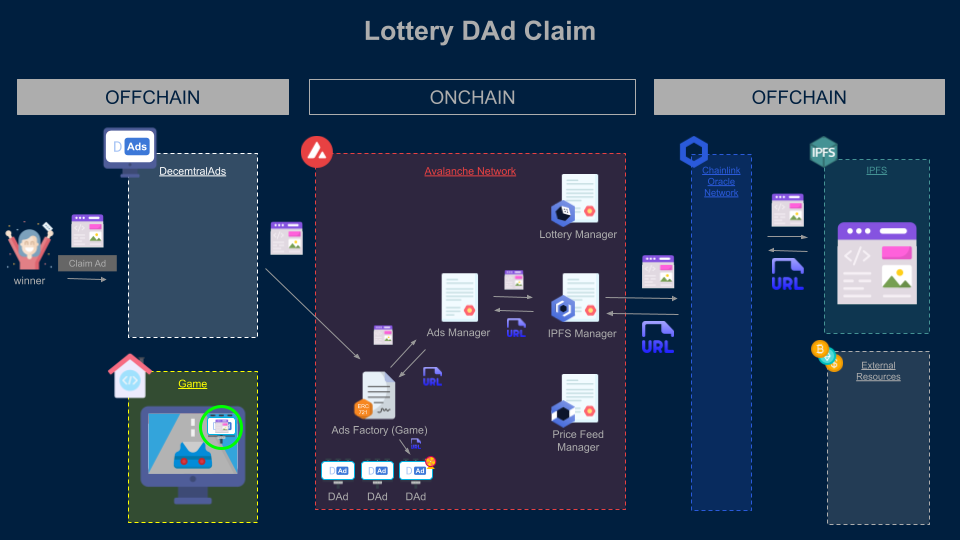 Lottery DAd Claim
OFFCHAIN
ONCHAIN
OFFCHAIN
D Ads
DecemtralAds
Avalanche Network
Chainlink
Oracle
Network
IPFS
IPFS
Claim Ad
winner
Lottery Manager
Ads Manager
URL
IPFS Manager
URL
URL
URL
Game
ERC
721
Ads Factory (Game)
URL
Price Feed
Manager
External
Resources
D Ad
D Ad
D Ad
DAd
DAd
DAd